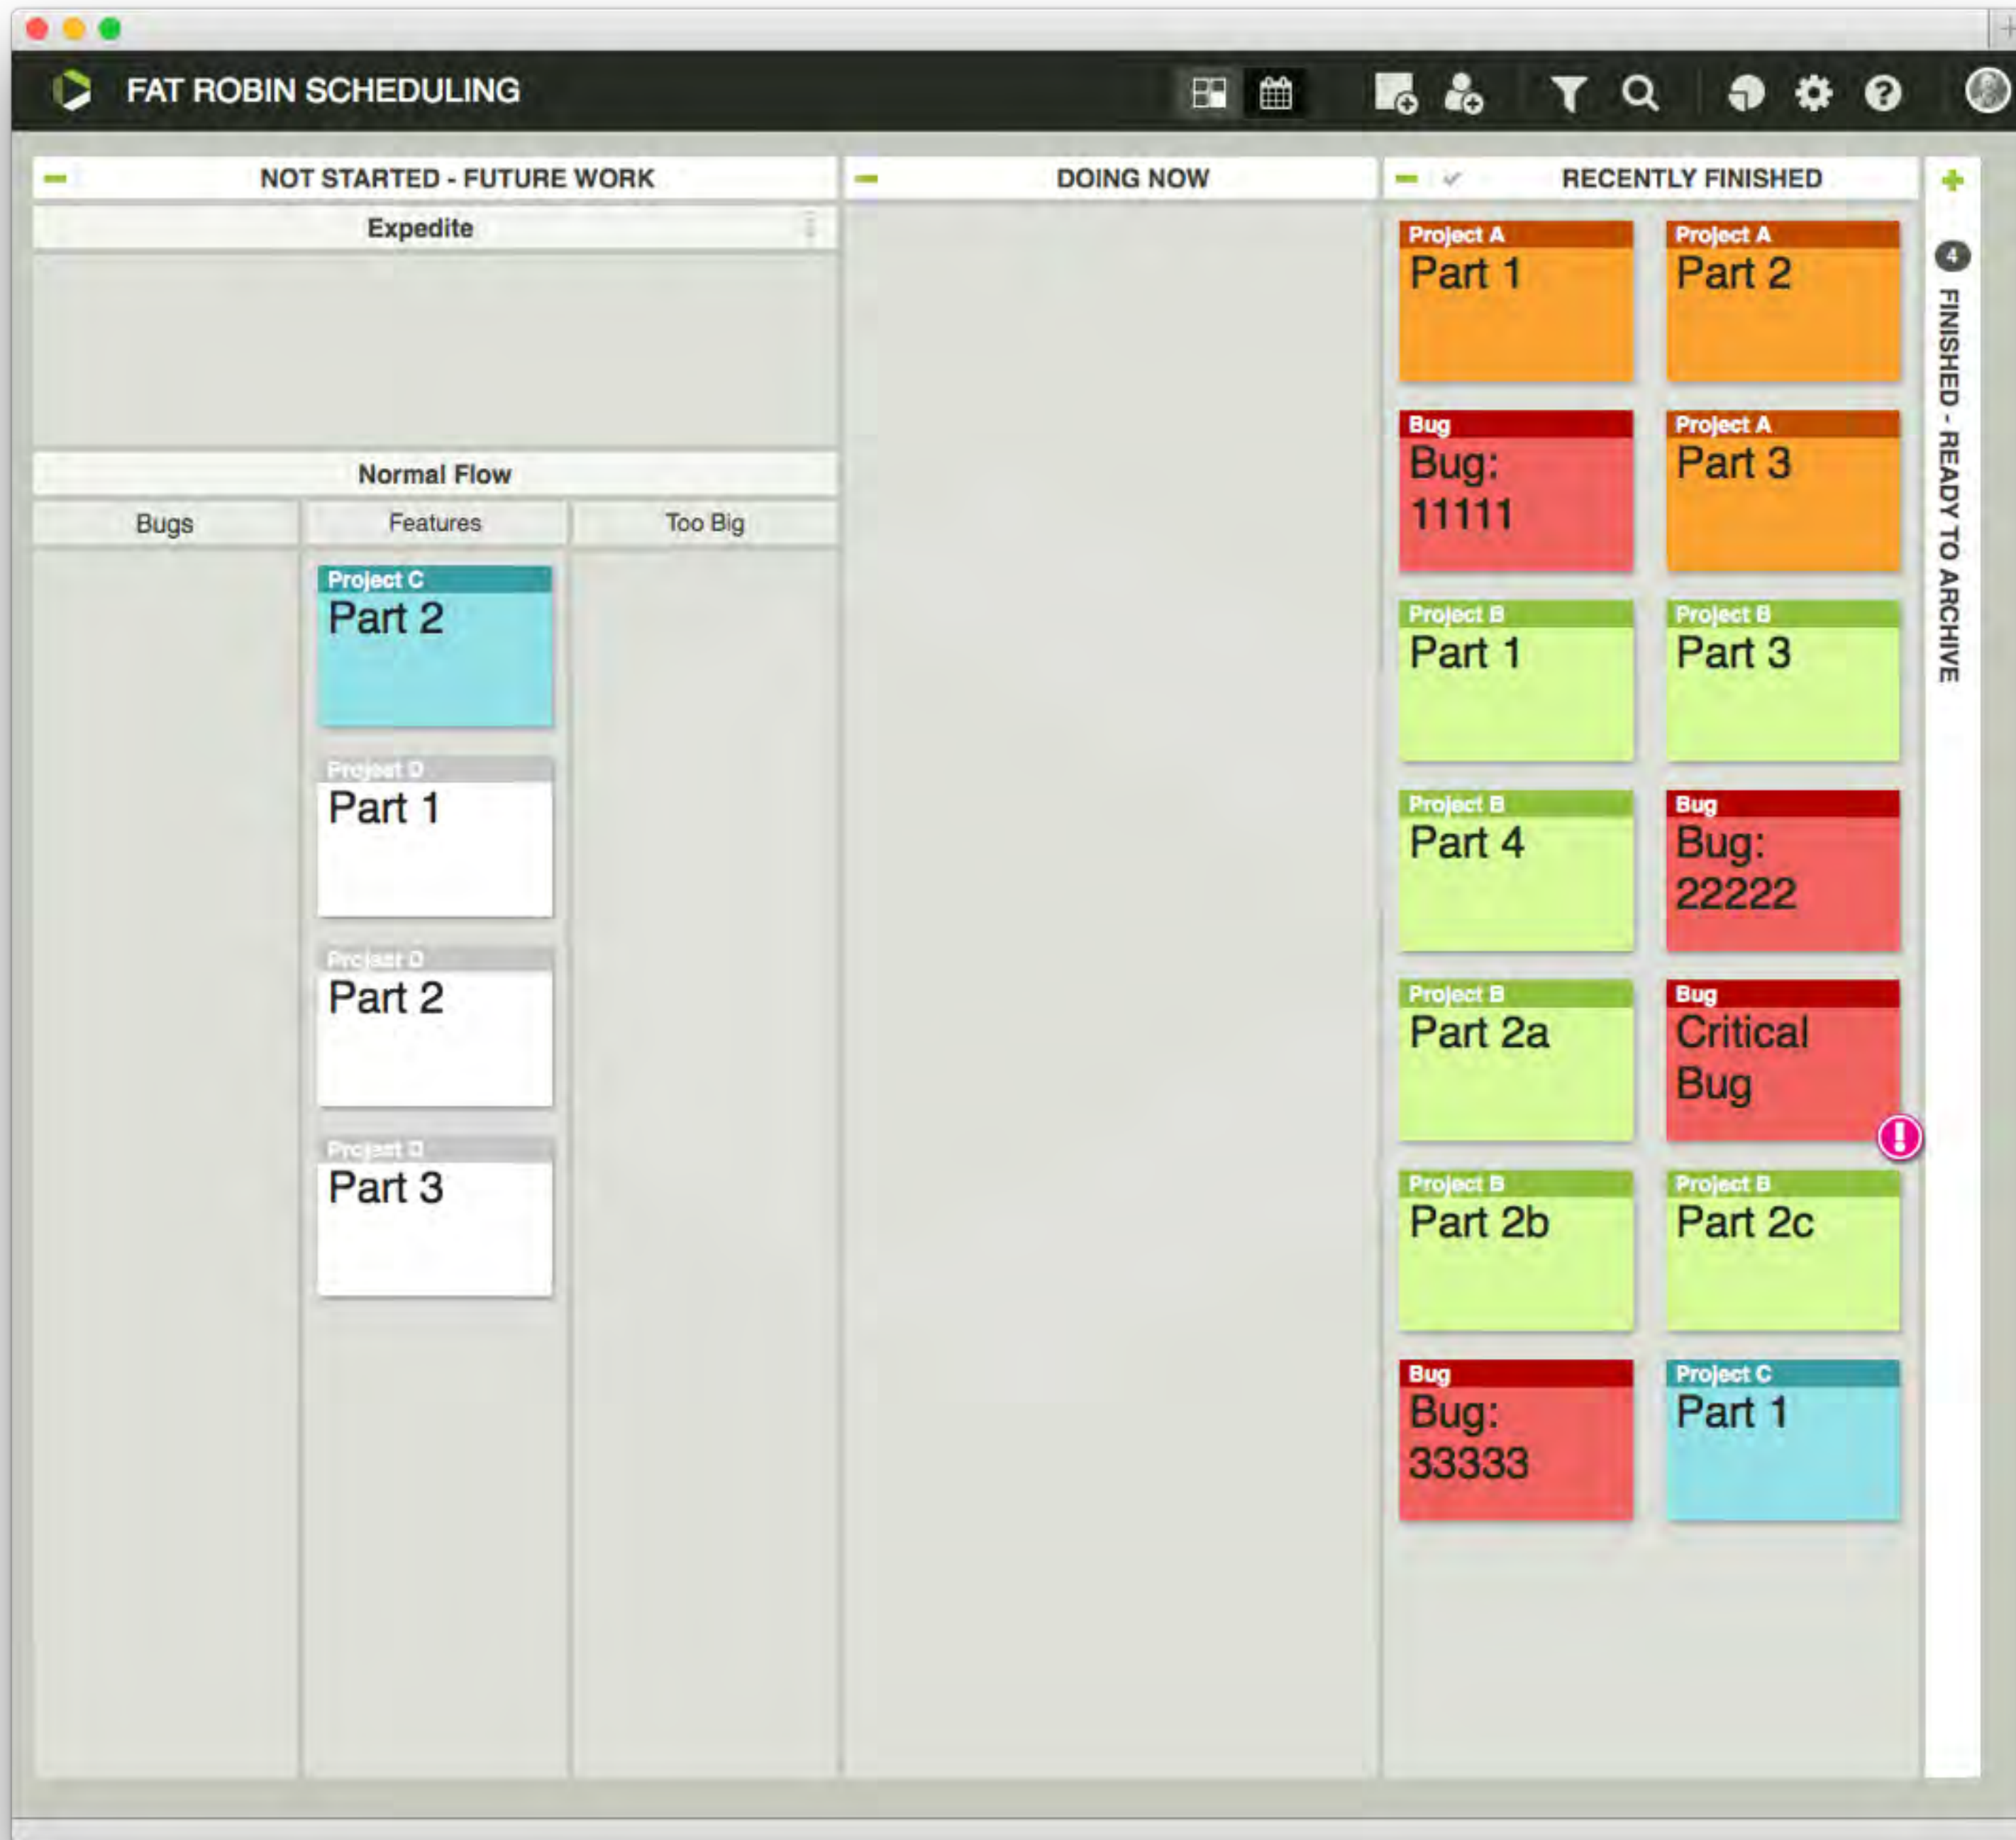 FAT ROBIN SCHEDULING
NOT STARTED - FUTURE WORK
Expedite
Normal Flow
Bugs
Features
Too Big
Project C
Part 2
Project D
Part 1
Project D
Part 2
Project D
Part 3
DOING NOW
RECENTLY FINISHED
Project A
Part 1
Project A
Part 2
Bug
Bug:
11111
Project A
Part 3
Project B
Part 1
Project B
Part 3
Project B
Part 4
Bug
Bug:
22222
Project B
Part 2a
Bug
Critical
Bug
Project B
Part 2b
Project B
Part 2c
Bug
Bug:
33333
Project C
Part 1
4
FINISHED - READY TO ARCHIVE